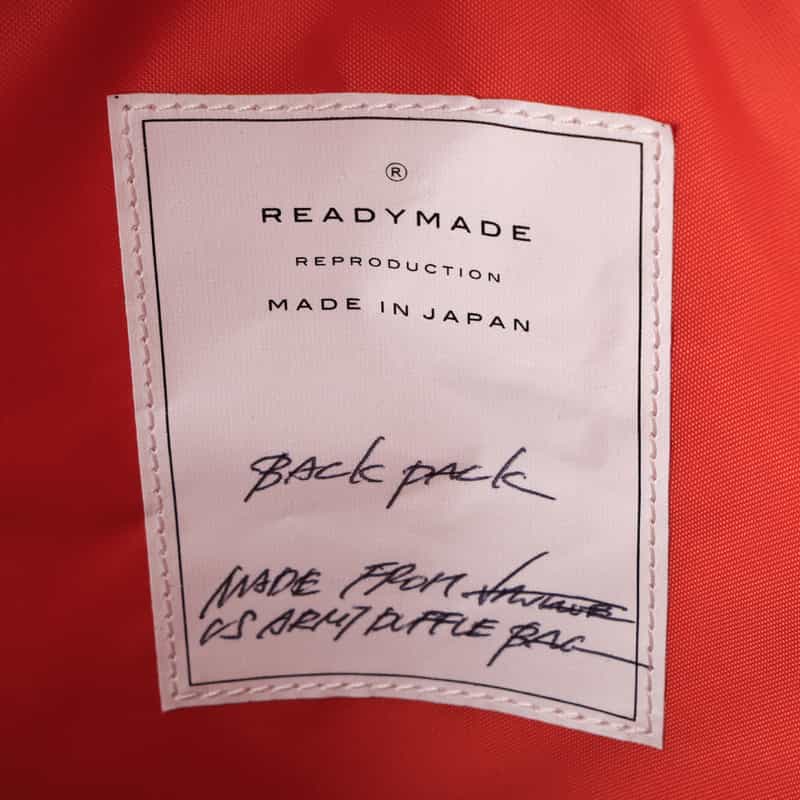 ®
READYMADE
REPRODUCTION
MADE IN JAPAN
BACK PACK
MADE FROM
US ARMY DUFFLE BAG